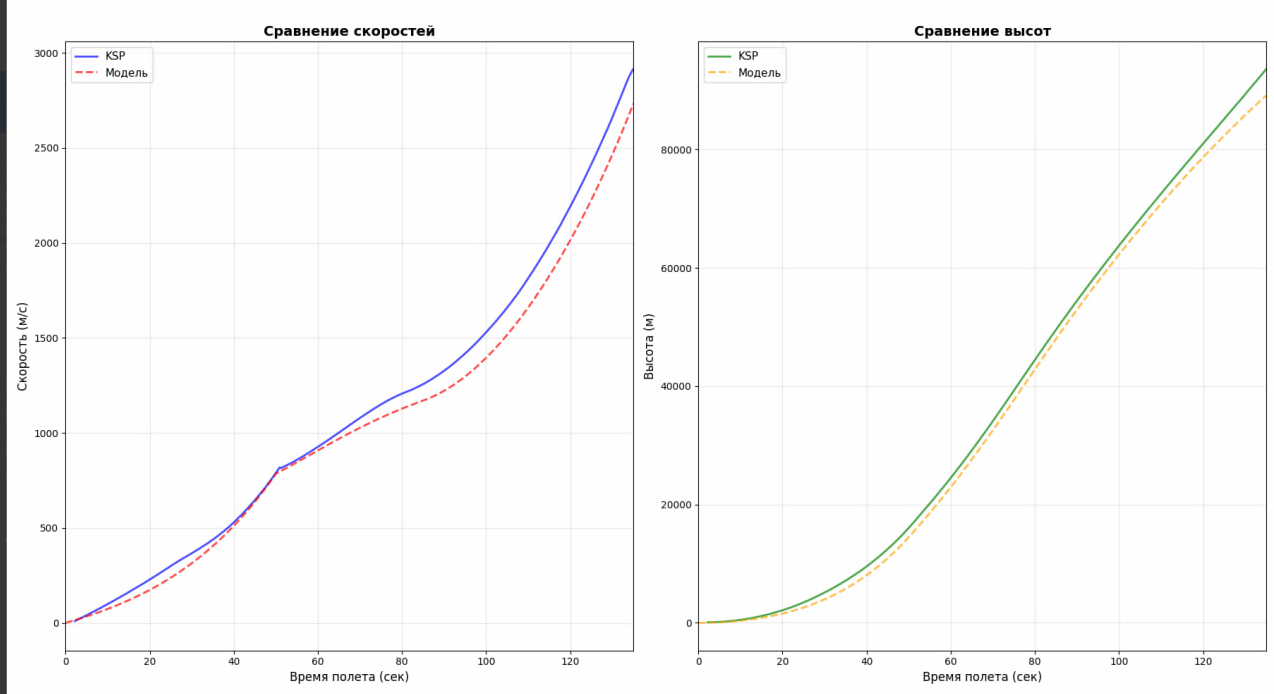 Сравнение скоростей
KSP
Модель
3000
2500
2000
1500
1000
500
0
Скорость (м/с)
0 20 40 60 80 100 120
Время полета (сек)
Сравнение высот
KSP
Модель
80000
60000
40000
20000
0
Высота (м)
0 20 40 60 80 100 120
Время полета (сек)